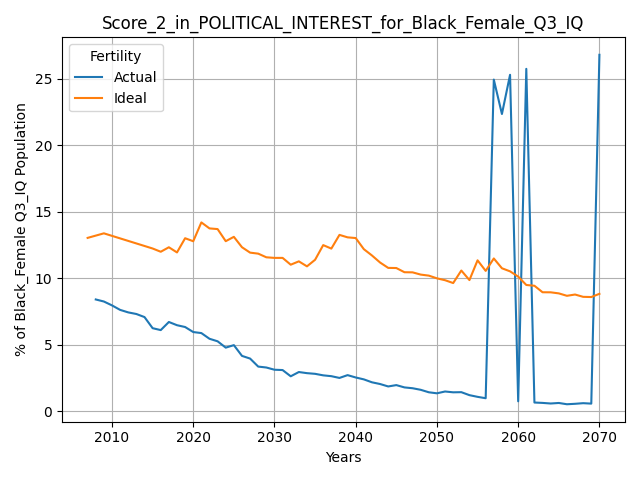 Score_2_in_POLITICAL_INTEREST_for_Black_Female_Q3_IQ
Fertility
Actual
Ideal
% of Black_Female Q3_IQ Population
25
20
15
10
5
0
2010 2020 2030 2040 2050 2060 2070
Years